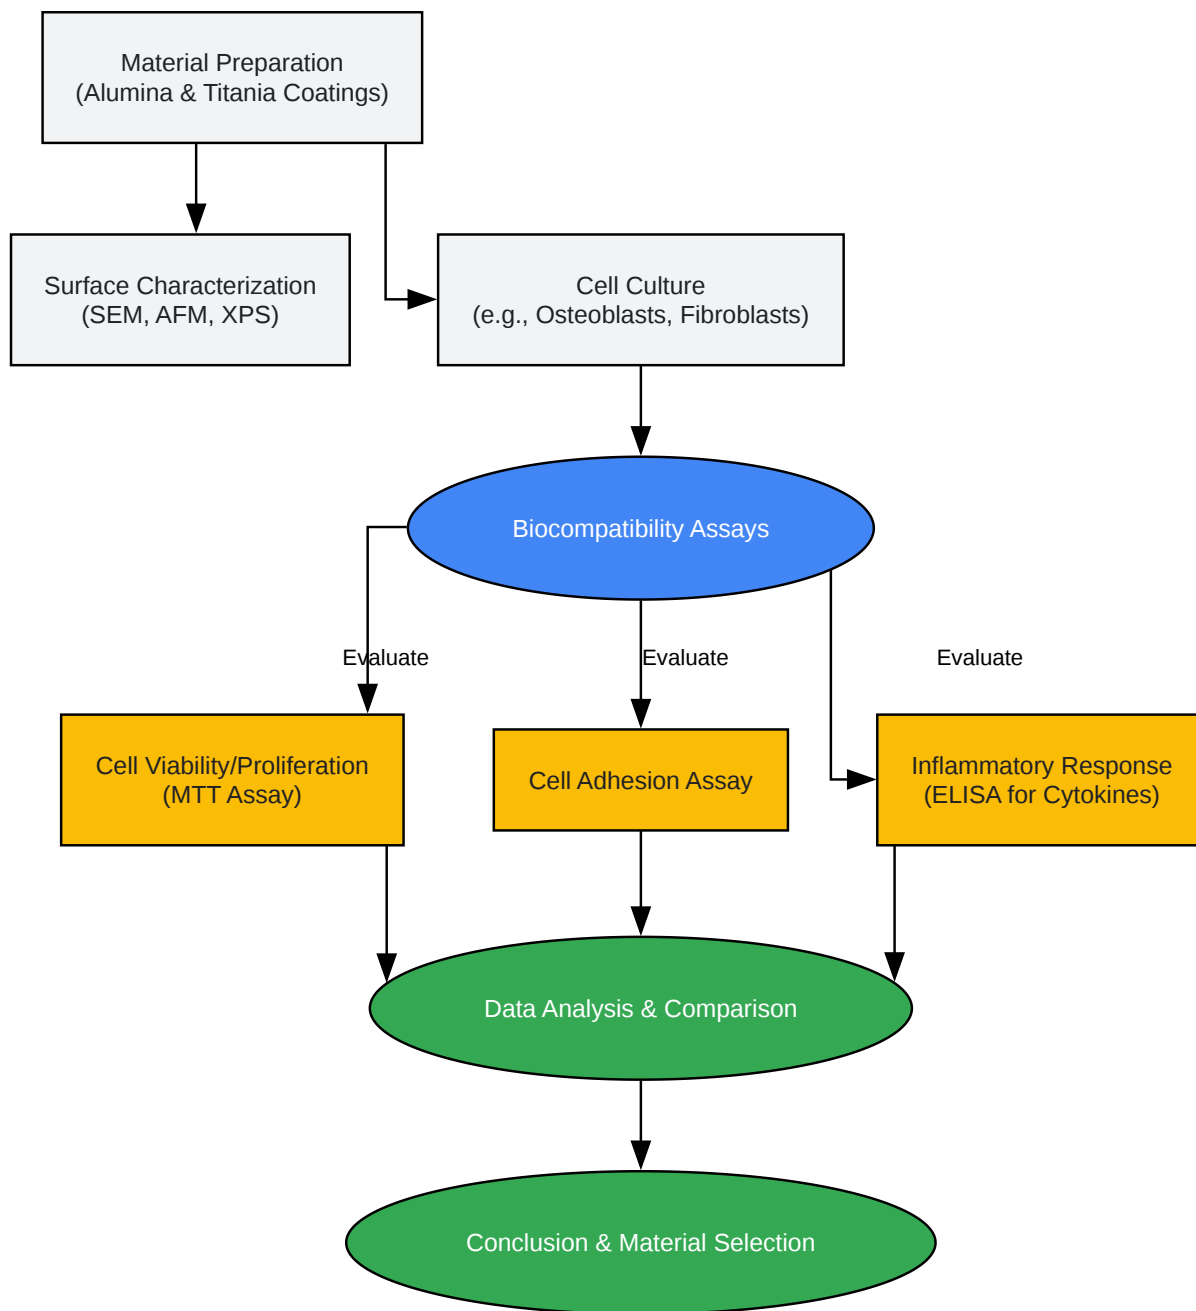 Material Preparation
(Alumina & Titania Coatings)
Surface Characterization
(SEM, AFM, XPS)
Cell Culture
(e.g., Osteoblasts, Fibroblasts)
Biocompatibility Assays
Evaluate
Evaluate
Evaluate
Cell Viability/Proliferation
(MTT Assay)
Cell Adhesion Assay
Inflammatory Response
(ELISA for Cytokines)
Data Analysis & Comparison
Conclusion & Material Selection